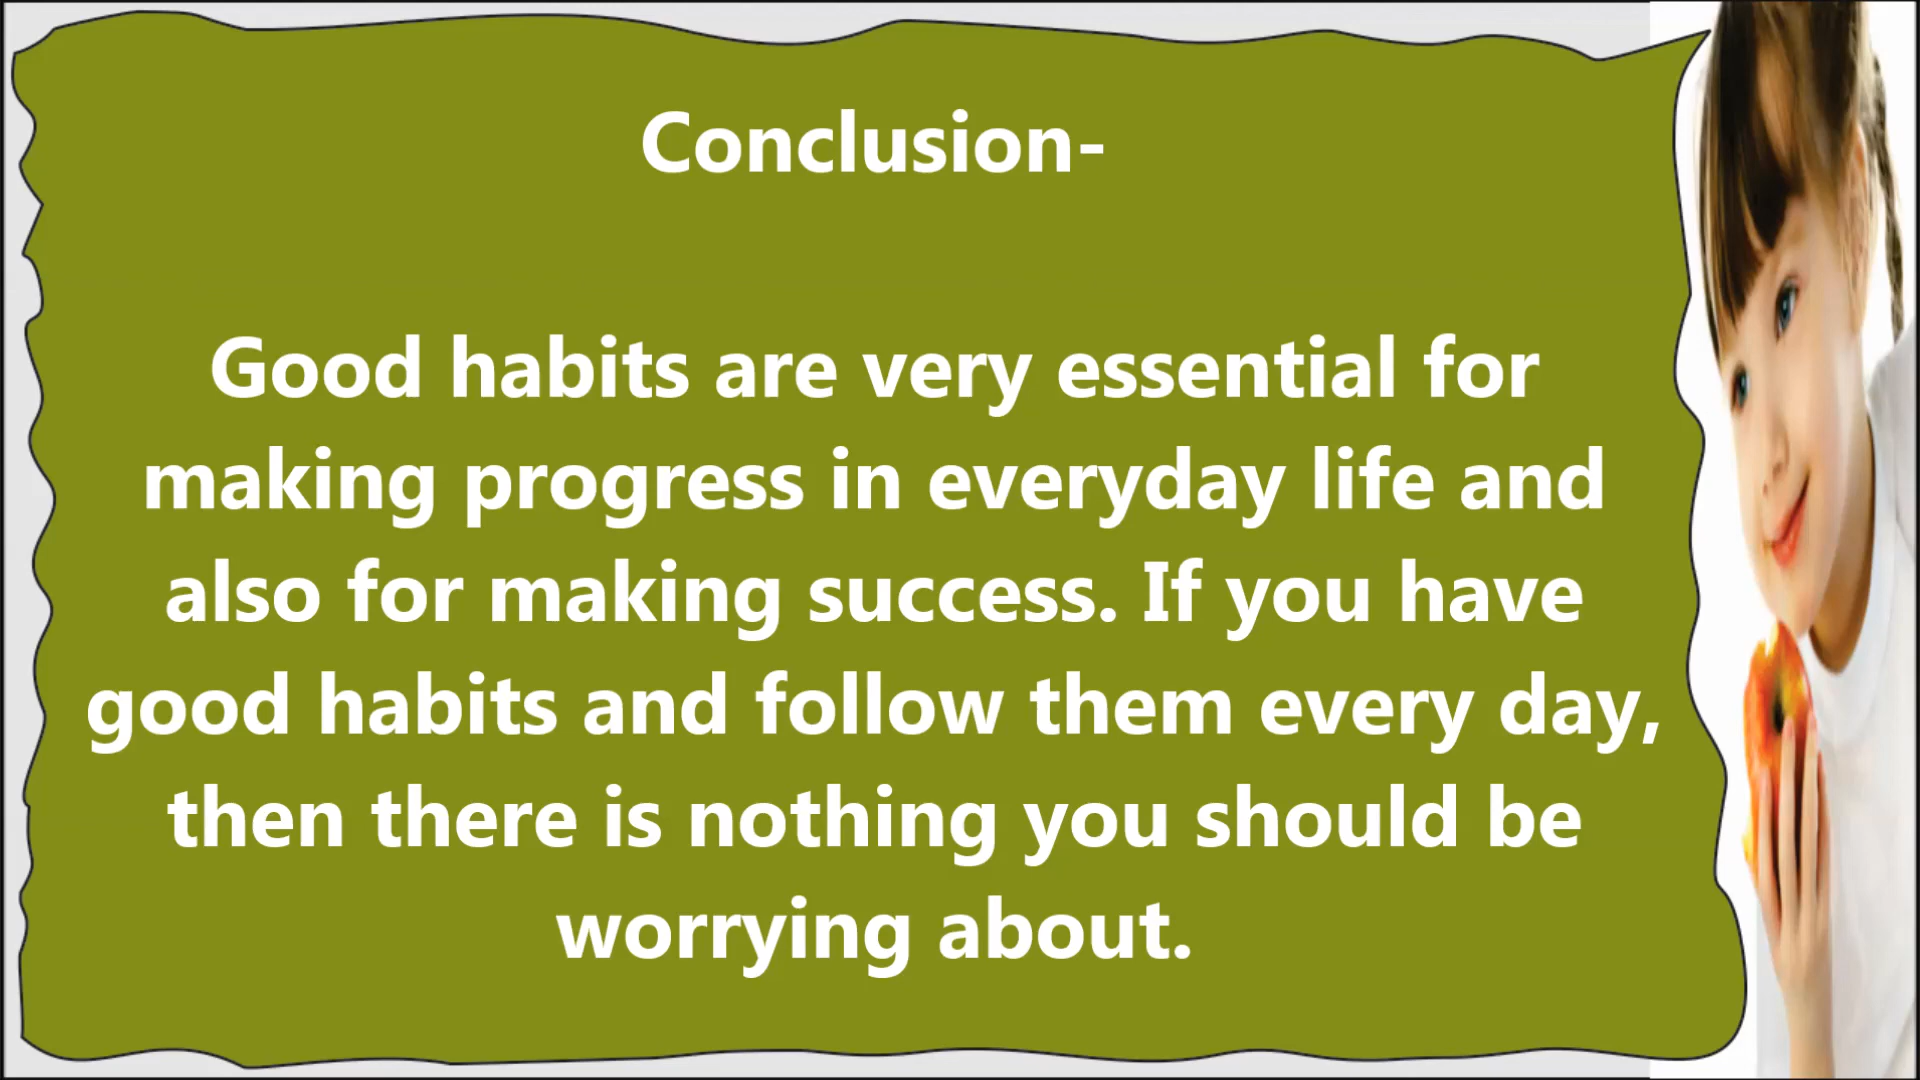 Conclusion-
Good habits are very essential for
making progress in everyday life and
also for making success. If you have
good habits and follow them every day,
then there is nothing you should be
worrying about.